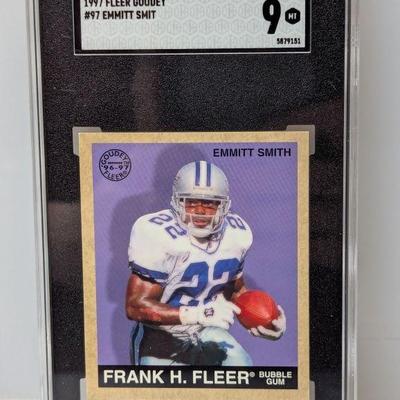 1997 FLEER GOUDEY
#97 EMMITT SMIT
9 MT
5879151
EMMITT SMITH
GOUDEY
96-97
FLEER
22
22
FRANK H. FLEER® BUBBLE GUM